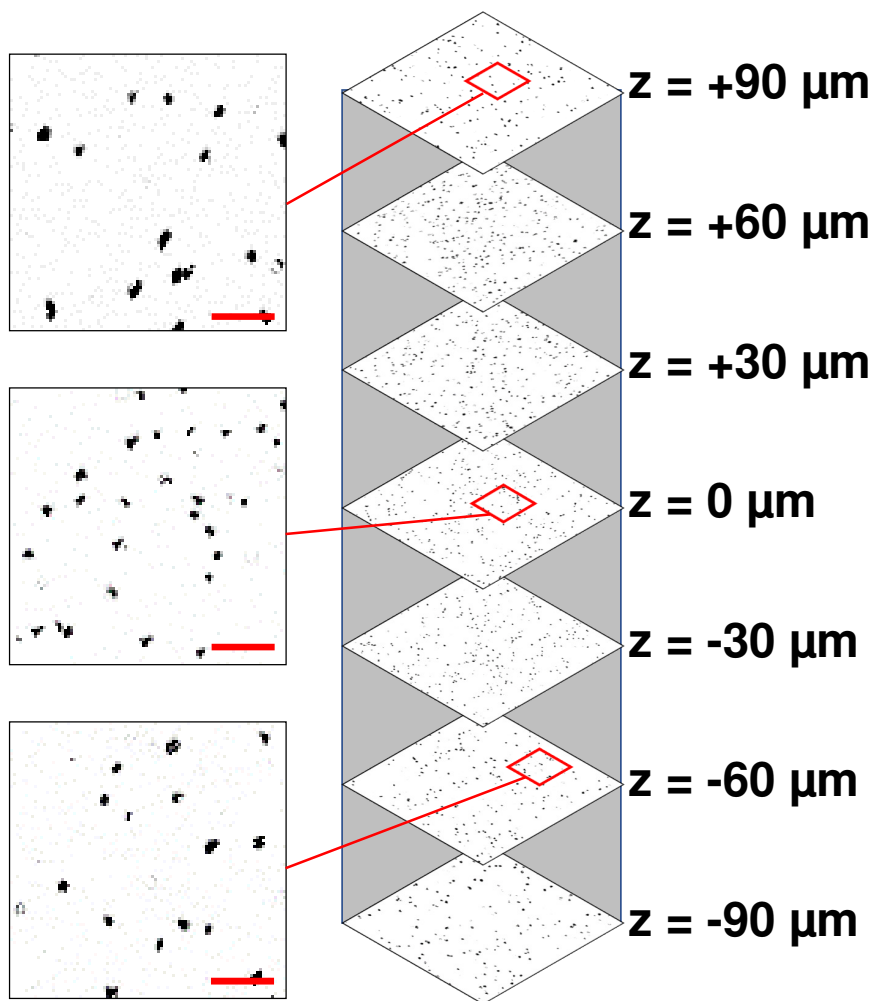 z = +90 µm
z = +60 µm
z = +30 µm
z = 0 µm
z = -30 µm
z = -60 µm
z = -90 µm